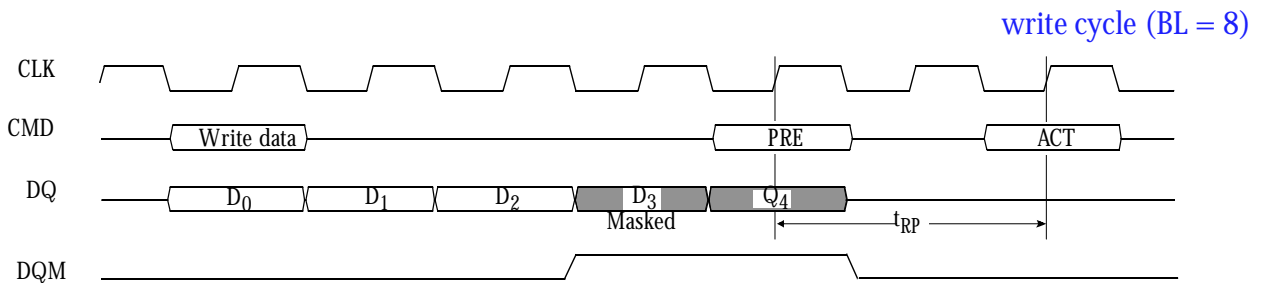 write cycle (BL = 8)
CLK
CMD Write data PRE ACT
DQ D0 D1 D2 D3 Q4
Masked tRP
DQM